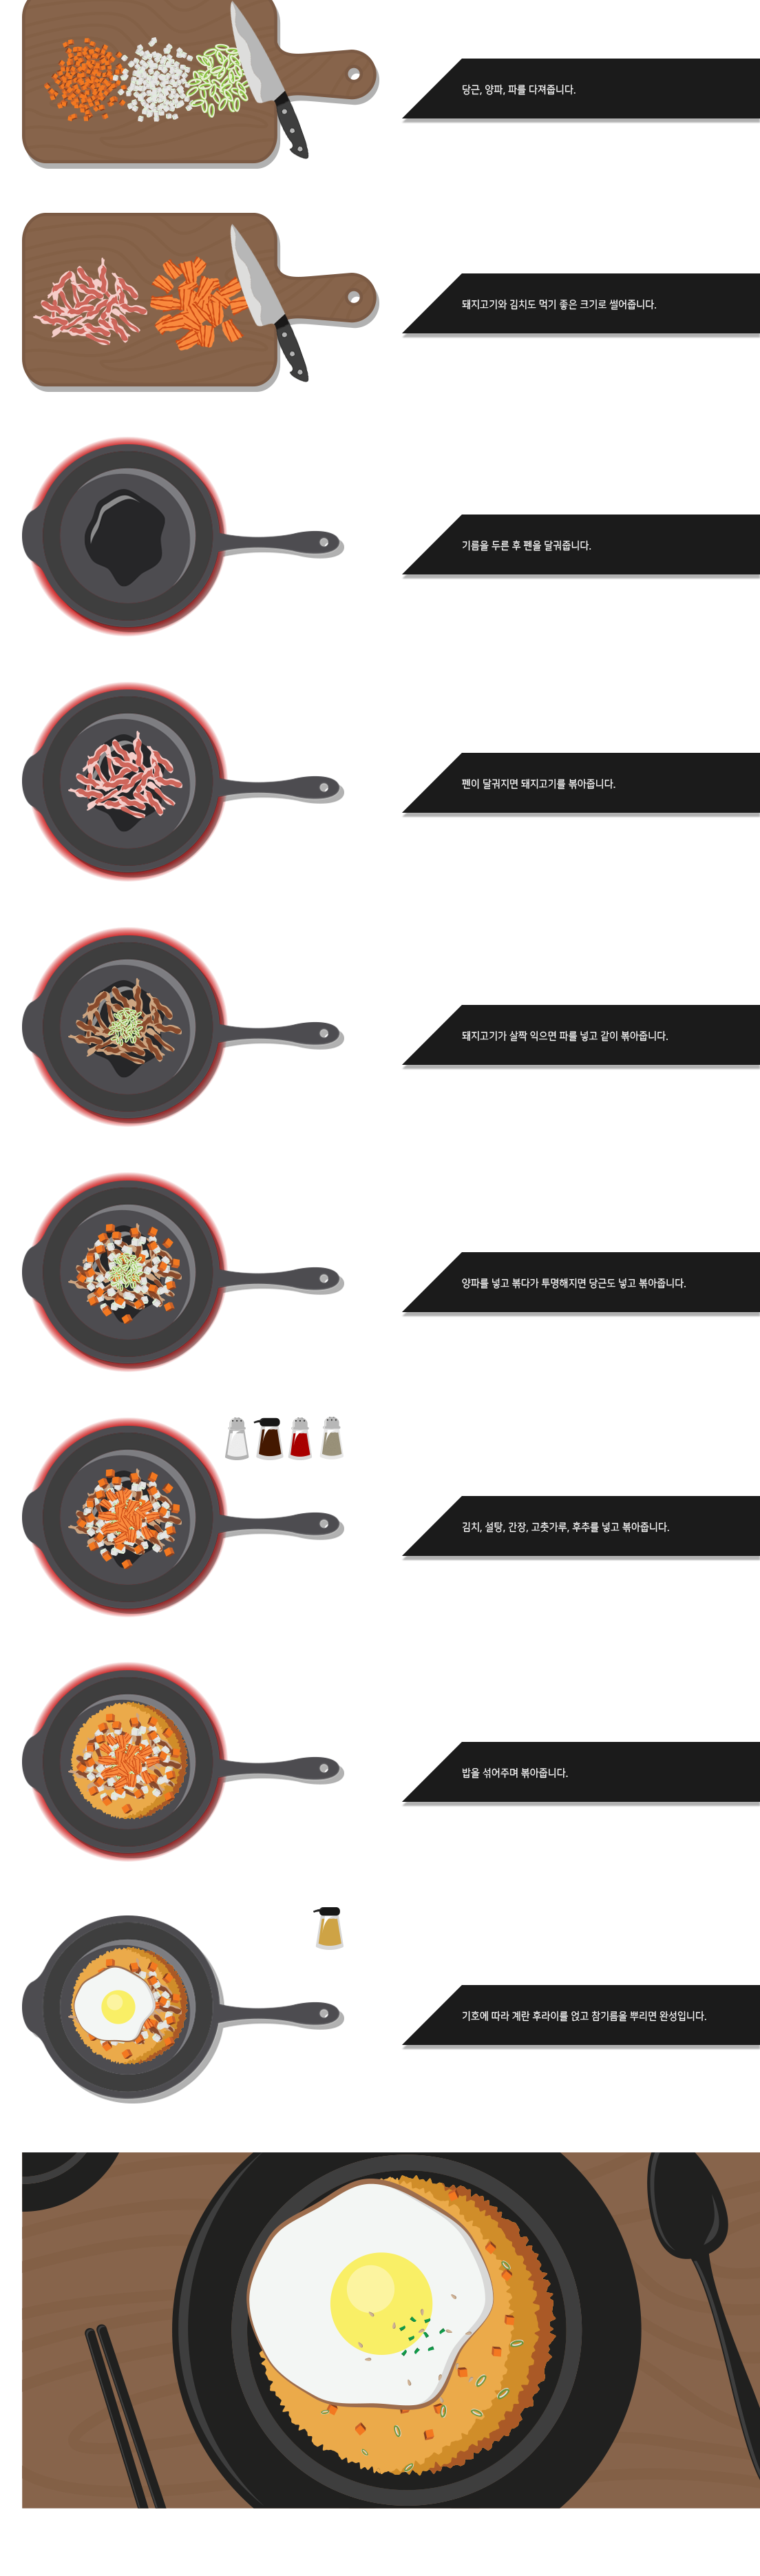 당근, 양파, 파를 다져줍니다.
돼지고기와 김치도 먹기 좋은 크기로 썰어줍니다.
기름을 두른 후 펜을 달궈줍니다.
펜이 달궈지면 돼지고기를 볶아줍니다.
돼지고기가 살짝 익으면 파를 넣고 같이 볶아줍니다.
양파를 넣고 볶다가 투명해지면 당근도 넣고 볶아줍니다.
김치, 설탕, 간장, 고춧가루, 후추를 넣고 볶아줍니다.
밥을 섞어주며 볶아줍니다.
기호에 따라 계란 후라이를 얹고 참기름을 뿌리면 완성입니다.